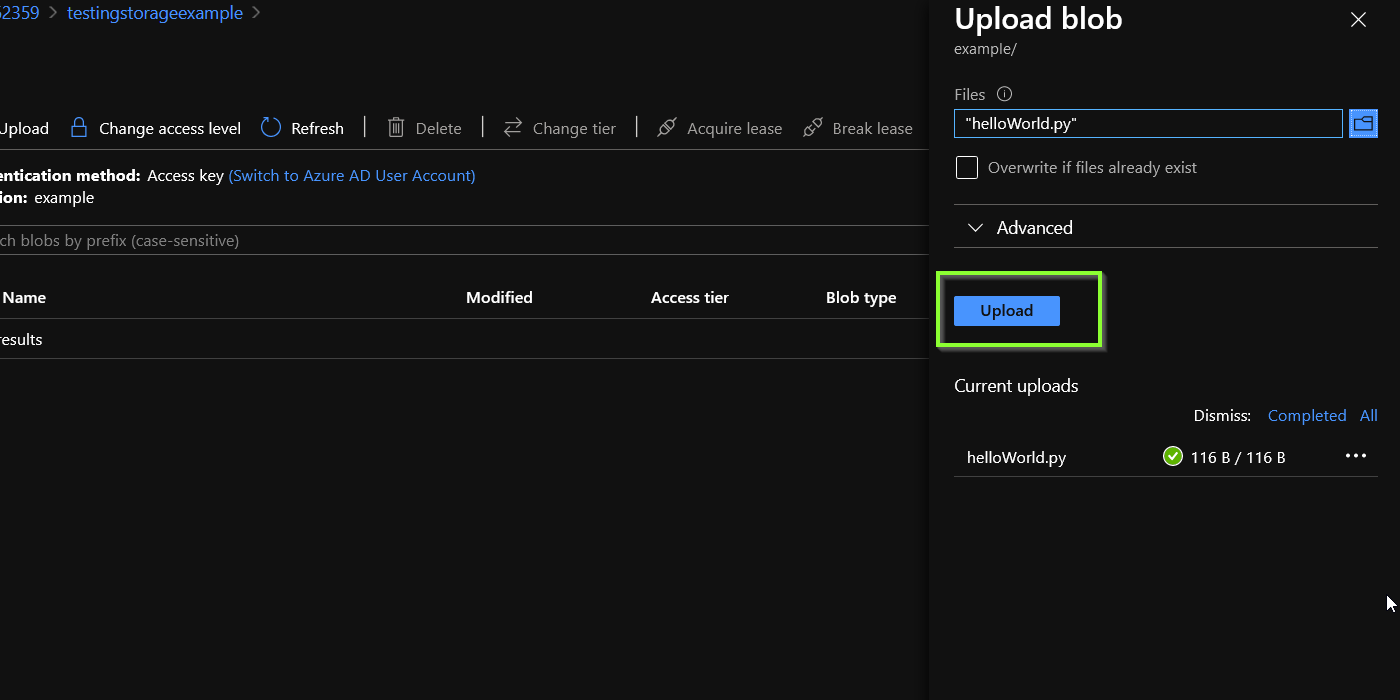 52359 > testingstorageexample >
Upload Change access level Refresh | Delete | Change tier | Acquire lease Break lease
entication method: Access key (Switch to Azure AD User Account)
ion: example
ch blobs by prefix (case-sensitive)
Name Modified Access tier Blob type
results
Upload blob
example/
Files
"helloWorld.py"
Overwrite if files already exist
Advanced
Upload
Current uploads
Dismiss: Completed All
helloWorld.py 116 B / 116 B